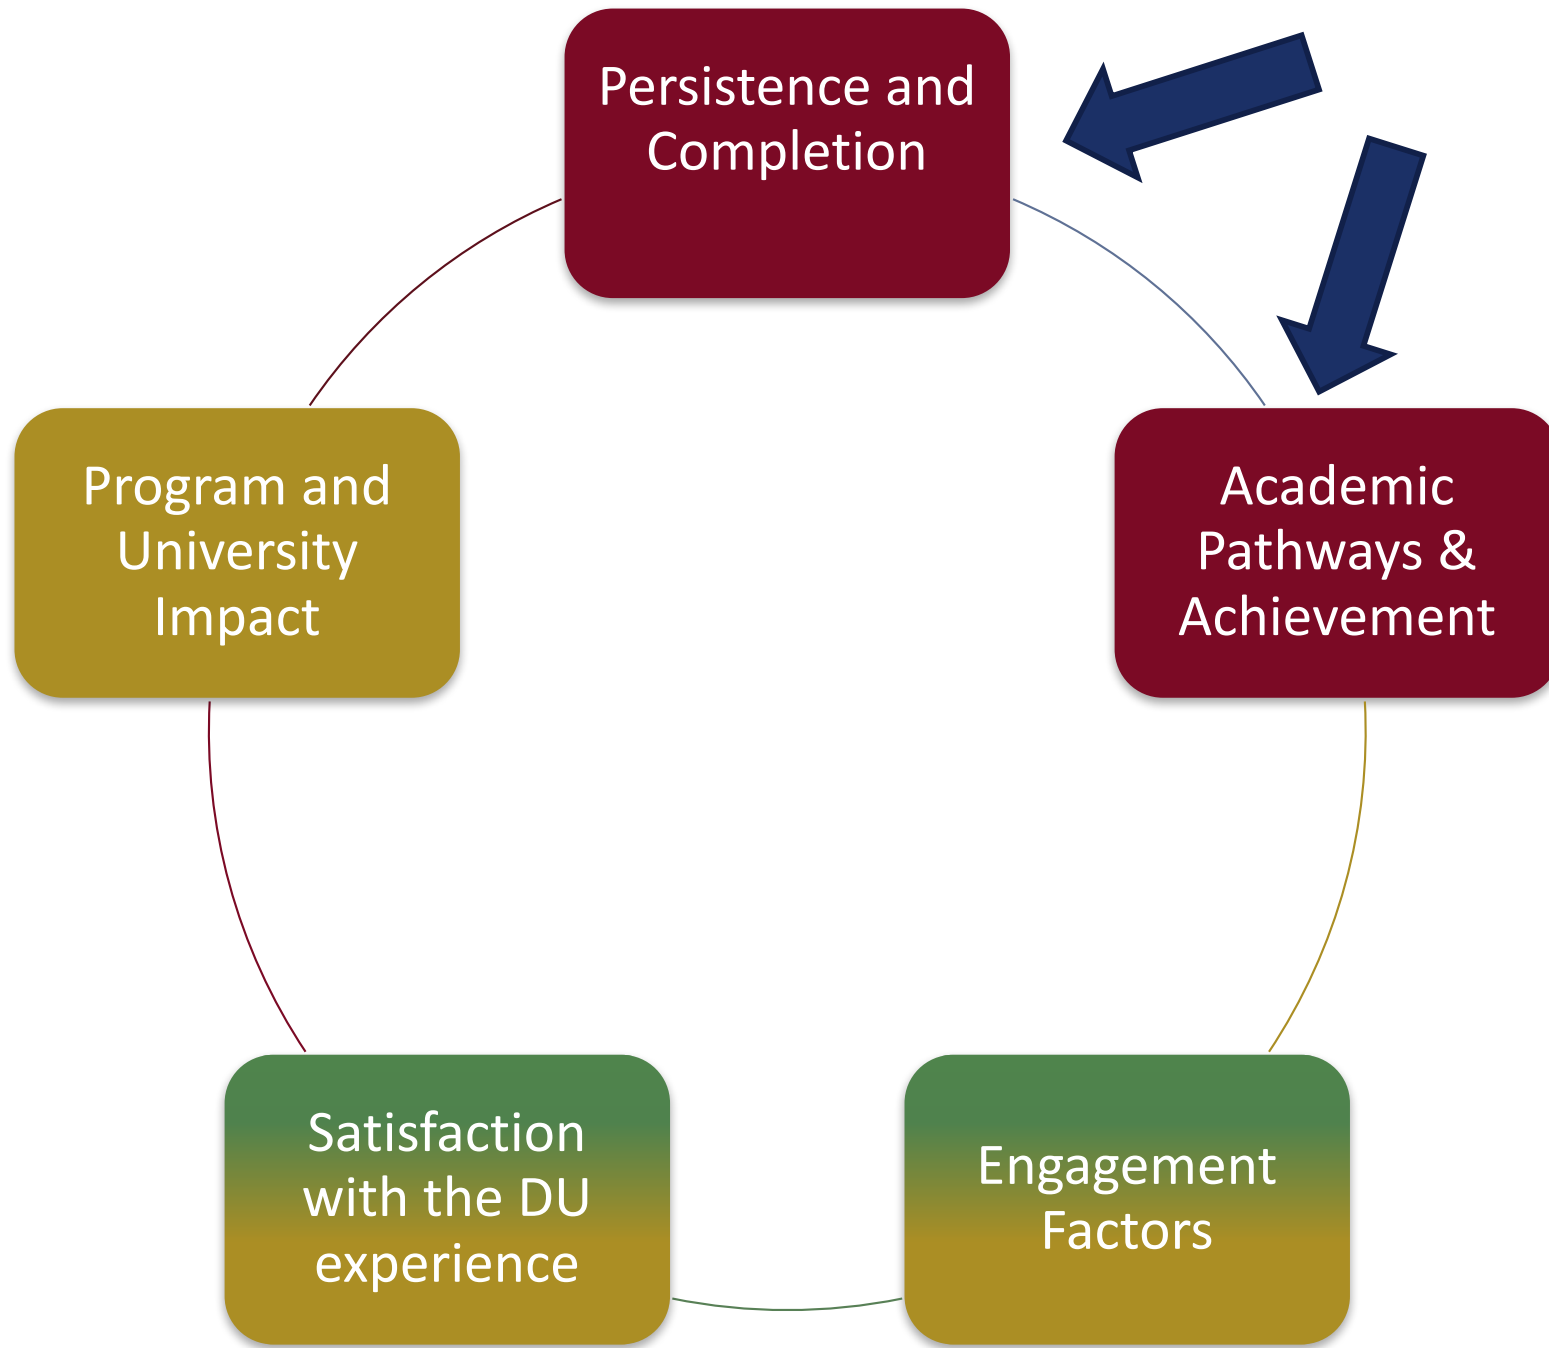 Persistence and
Completion
Academic
Pathways &
Achievement
Engagement
Factors
Satisfaction
with the DU
experience
Program and
University
Impact